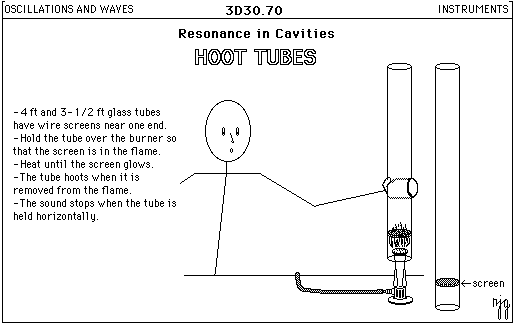 OSCILLATIONS AND WAVES 3D30.70 INSTRUMENTS
Resonance in Cavities
HOOT TUBES
- 4 ft and 3-1/2 ft glass tubes
have wire screens near one end.
-Hold the tube over the burner so
that the screen is in the flame.
-Heat until the screen glows.
-The tube hoots when it is
removed from the flame.
-The sound stops when the tube is
held horizontally.
screen